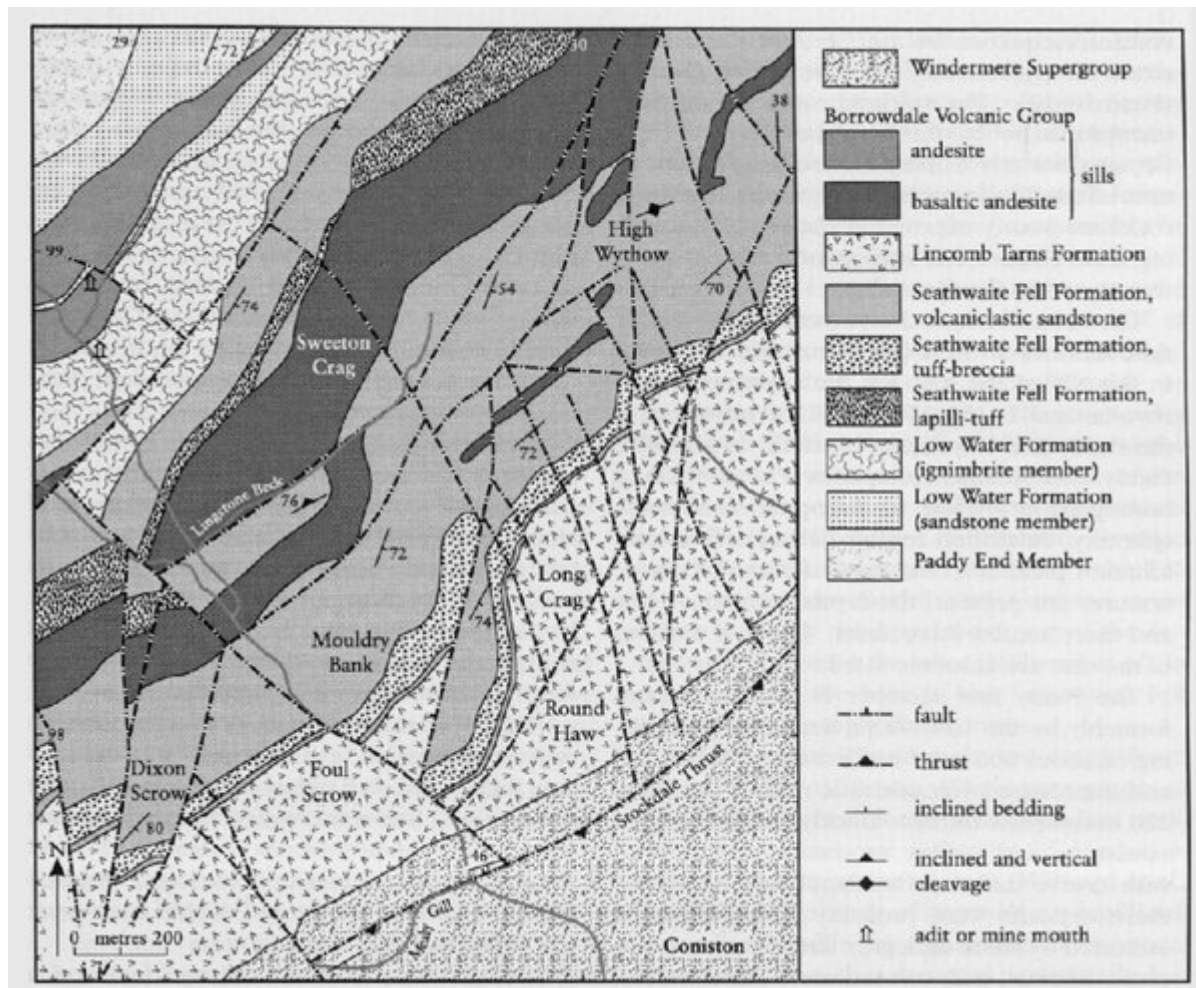 29
72
80
38
99
High
Wythow
54
70
74
Sweeton
Crag
72
Lingstone Beck
76
72
Long
Crag
74
Mouldry
Bank
Round
Haw
98
Dixon
Scrow
Foul
Scrow
80
Stockdale Thrust
46
N
Gill
0 metres 200
Coniston
Windermere Supergroup
Borrowdale Volcanic Group
andesite
sills
basaltic andesite
Lincomb Tarns Formation
Seathwaite Fell Formation,
volcaniclastic sandstone
Seathwaite Fell Formation,
tuff-breccia
Seathwaite Fell Formation,
lapilli-tuff
Low Water Formation
(ignimbrite member)
Low Water Formation
(sandstone member)
Paddy End Member
fault
thrust
inclined bedding
inclined and vertical
cleavage
adit or mine mouth